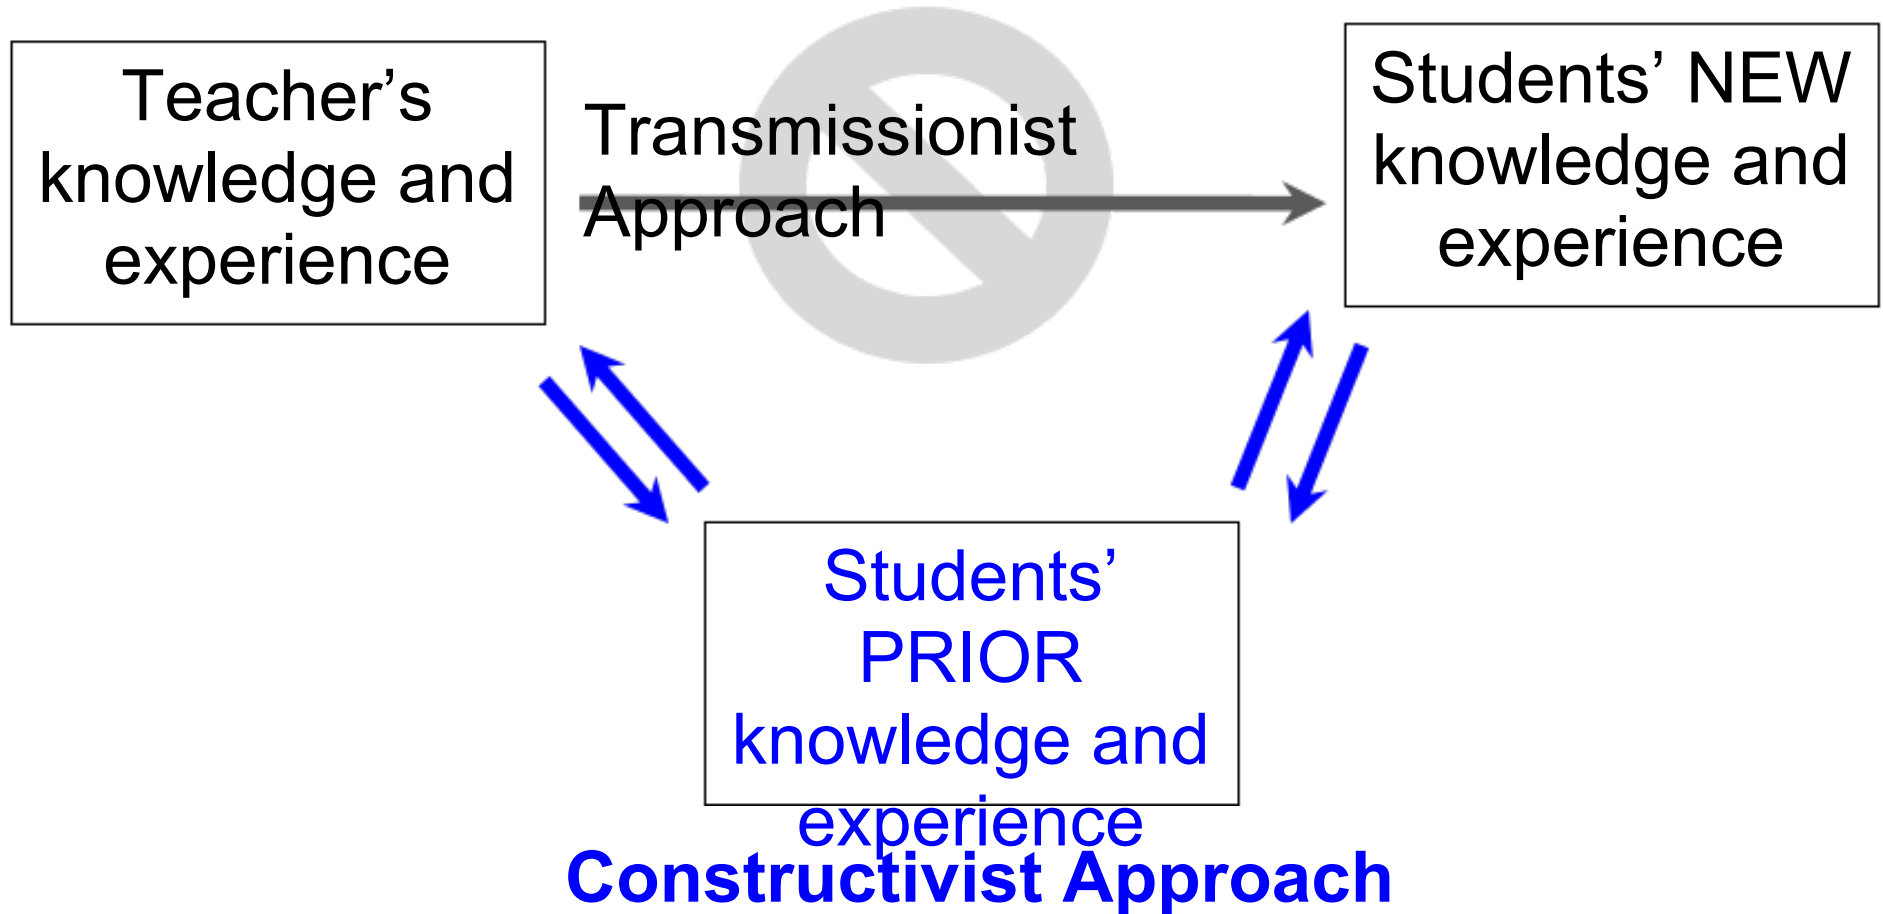 Teacher’s
knowledge and
experience
Transmissionist
Approach
Students’ NEW
knowledge and
experience
Students’
PRIOR
knowledge and
experience
Constructivist Approach